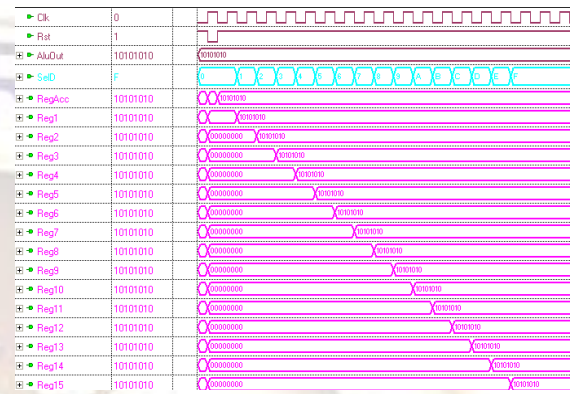 Clk 0
Rst 1
AluOut 10101010 10101010
SelD F 0 1 2 3 4 5 6 7 8 9 A B C D E F
RegAcc 10101010 10101010
Reg1 10101010 10101010
Reg2 10101010 00000000 10101010
Reg3 10101010 00000000 10101010
Reg4 10101010 00000000 10101010
Reg5 10101010 00000000 10101010
Reg6 10101010 00000000 10101010
Reg7 10101010 00000000 10101010
Reg8 10101010 00000000 10101010
Reg9 10101010 00000000 10101010
Reg10 10101010 00000000 10101010
Reg11 10101010 00000000 10101010
Reg12 10101010 00000000 10101010
Reg13 10101010 00000000 10101010
Reg14 10101010 00000000 10101010
Reg15 10101010 00000000 10101010